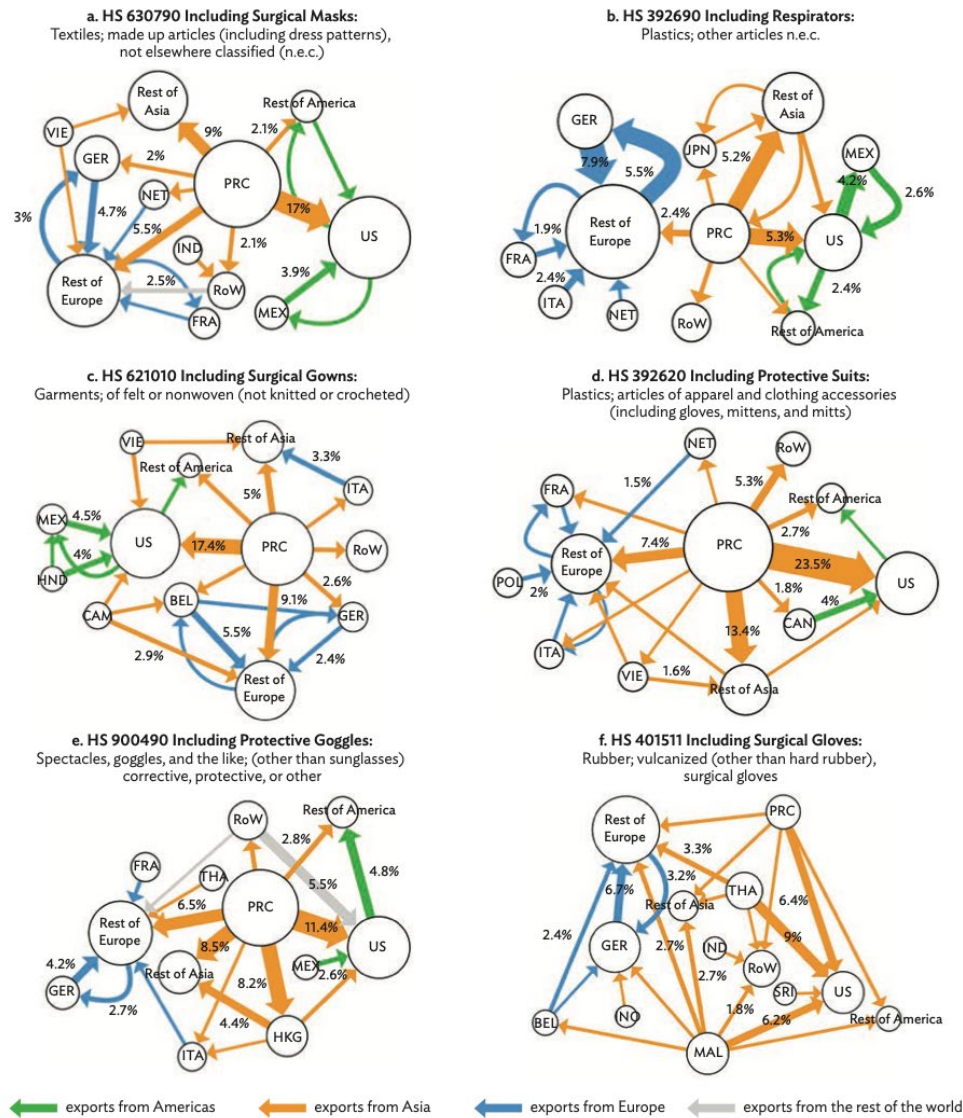 a. HS 630790 Including Surgical Masks:
Textiles; made up articles (including dress patterns),
not elsewhere classified (n.e.c.)
Rest of
Asia
Rest of America
VIE
2.1%
9%
GER
2%
PRC
NET
3%
4.7%
17%
5.5%
US
IND
2.1%
Rest of
Europe
2.5%
RoW
3.9%
MEX
FRA
b. HS 392690 Including Respirators:
Plastics; other articles n.e.c.
Rest of
Asia
GER
JPN
5.2%
MEX
7.9%
5.5%
4.2%
2.6%
Rest of
Europe
2.4%
PRC
5.3%
US
1.9%
FRA
2.4%
2.4%
ITA
NET
RoW
Rest of America
c. HS 621010 Including Surgical Gowns:
Garments; of felt or nonwoven (not knitted or crocheted)
VIE
Rest of Asia
3.3%
Rest of America
5%
ITA
MEX
4.5%
US
17.4%
PRC
RoW
4%
HND
2.6%
BEL
9.1%
CAM
GER
5.5%
2.9%
2.4%
Rest of
Europe
d. HS 392620 Including Protective Suits:
Plastics; articles of apparel and clothing accessories
(including gloves, mittens, and mitts)
NET
RoW
5.3%
FRA
1.5%
Rest of America
2.7%
7.4%
PRC
Rest of
Europe
23.5%
POL
2%
1.8%
US
4%
CAN
13.4%
ITA
VIE
1.6%
Rest of Asia
e. HS 900490 Including Protective Goggles:
Spectacles, goggles, and the like; (other than sunglasses)
corrective, protective, or other
Rest of America
RoW
2.8%
FRA
THA
5.5%
4.8%
6.5%
PRC
Rest of
Europe
11.4%
8.5%
US
4.2%
Rest of Asia
MEX
2.6%
GER
8.2%
2.7%
4.4%
HKG
ITA
f. HS 401511 Including Surgical Gloves:
Rubber; vulcanized (other than hard rubber),
surgical gloves
PRC
Rest of
Europe
3.3%
3.2%
6.7%
THA
6.4%
Rest of Asia
2.4%
9%
GER
2.7%
IND
RoW
2.7%
SRI
US
1.8%
BEL
INO
6.2%
Rest of America
MAL
exports from Americas
exports from Asia
exports from Europe
exports from the rest of the world